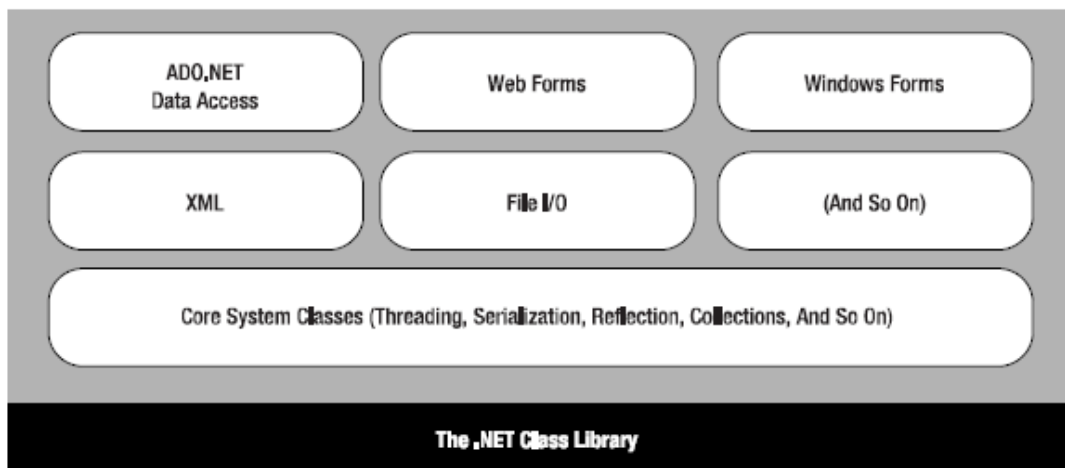 ADO.NET
Data Access
Web Forms
Windows Forms
XML
File I/O
(And So On)
Core System Classes (Threading, Serialization, Reflection, Collections, And So On)
The .NET Class Library